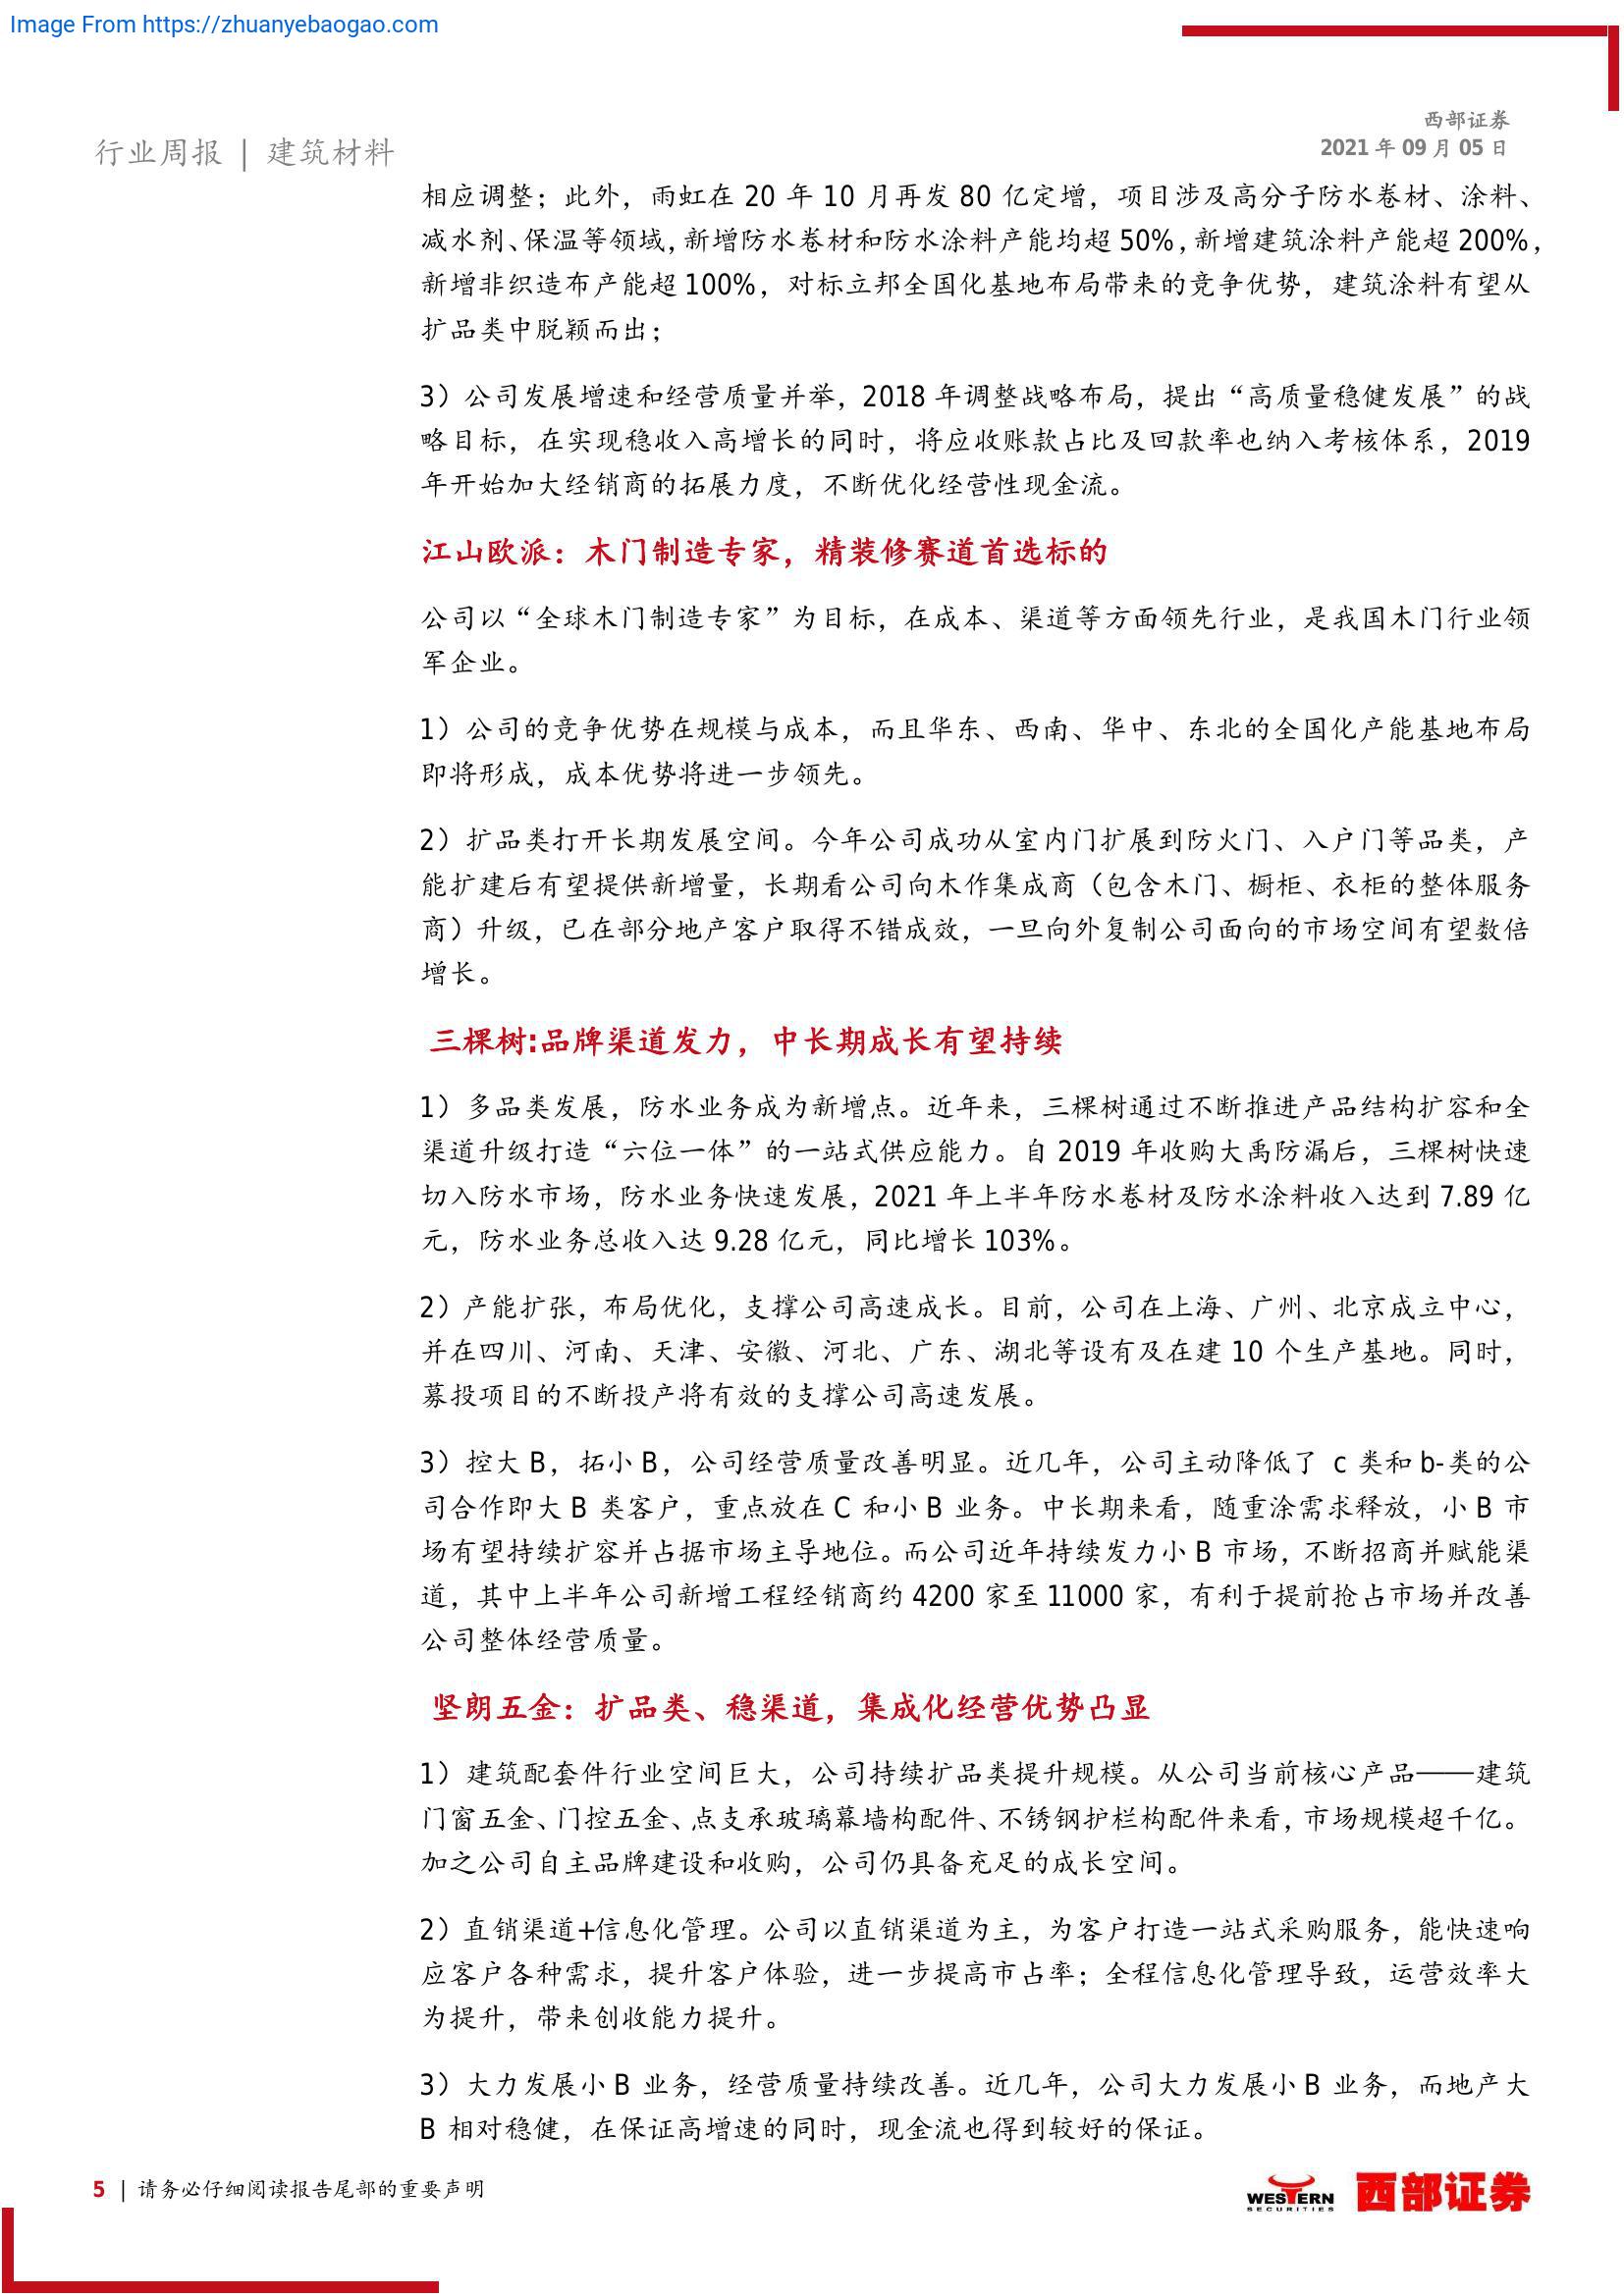 Image From https://zhuanyebaogao.com
西部证券
行业周报 | 建筑材料
2021 年 09 月 05 日
相应调整；此外，雨虹在 20 年 10 月再发 80 亿定增，项目涉及高分子防水卷材、涂料、
减水剂、保温等领域，新增防水卷材和防水涂料产能均超 50%，新增建筑涂料产能超 200%，
新增非织造布产能超 100%，对标立邦全国化基地布局带来的竞争优势，建筑涂料有望从
扩品类中脱颖而出；
3）公司发展增速和经营质量并举，2018 年调整战略布局，提出“高质量稳健发展”的战
略目标，在实现稳收入高增长的同时，将应收账款占比及回款率也纳入考核体系，2019
年开始加大经销商的拓展力度，不断优化经营性现金流。
江山欧派：木门制造专家，精装修赛道首选标的
公司以“全球木门制造专家”为目标，在成本、渠道等方面领先行业，是我国木门行业领
军企业。
1）公司的竞争优势在规模与成本，而且华东、西南、华中、东北的全国化产能基地布局
即将形成，成本优势将进一步领先。
2）扩品类打开长期发展空间。今年公司成功从室内门扩展到防火门、入户门等品类，产
能扩建后有望提供新增量，长期看公司向木作集成商（包含木门、橱柜、衣柜的整体服务
商）升级，已在部分地产客户取得不错成效，一旦向外复制公司面向的市场空间有望数倍
增长。
三棵树:品牌渠道发力，中长期成长有望持续
1）多品类发展，防水业务成为新增点。近年来，三棵树通过不断推进产品结构扩容和全
渠道升级打造“六位一体”的一站式供应能力。自 2019 年收购大禹防漏后，三棵树快速
切入防水市场，防水业务快速发展，2021 年上半年防水卷材及防水涂料收入达到 7.89 亿
元，防水业务总收入达 9.28 亿元，同比增长 103%。
2）产能扩张，布局优化，支撑公司高速成长。目前，公司在上海、广州、北京成立中心，
并在四川、河南、天津、安徽、河北、广东、湖北等设有及在建 10 个生产基地。同时，
募投项目的不断投产将有效的支撑公司高速发展。
3）控大 B，拓小 B，公司经营质量改善明显。近几年，公司主动降低了 c 类和 b-类的公
司合作即大 B 类客户，重点放在 C 和小 B 业务。中长期来看，随重涂需求释放，小 B 市
场有望持续扩容并占据市场主导地位。而公司近年持续发力小 B 市场，不断招商并赋能渠
道，其中上半年公司新增工程经销商约 4200 家至 11000 家，有利于提前抢占市场并改善
公司整体经营质量。
坚朗五金：扩品类、稳渠道，集成化经营优势凸显
1）建筑配套件行业空间巨大，公司持续扩品类提升规模。从公司当前核心产品——建筑
门窗五金、门控五金、点支承玻璃幕墙构配件、不锈钢护栏构配件来看，市场规模超千亿。
加之公司自主品牌建设和收购，公司仍具备充足的成长空间。
2）直销渠道+信息化管理。公司以直销渠道为主，为客户打造一站式采购服务，能快速响
应客户各种需求，提升客户体验，进一步提高市占率；全程信息化管理导致，运营效率大
为提升，带来创收能力提升。
3）大力发展小 B 业务，经营质量持续改善。近几年，公司大力发展小 B 业务，而地产大
B 相对稳健，在保证高增速的同时，现金流也得到较好的保证。
5 | 请务必仔细阅读报告尾部的重要声明
WESTERN
SECURITIES
西部证券